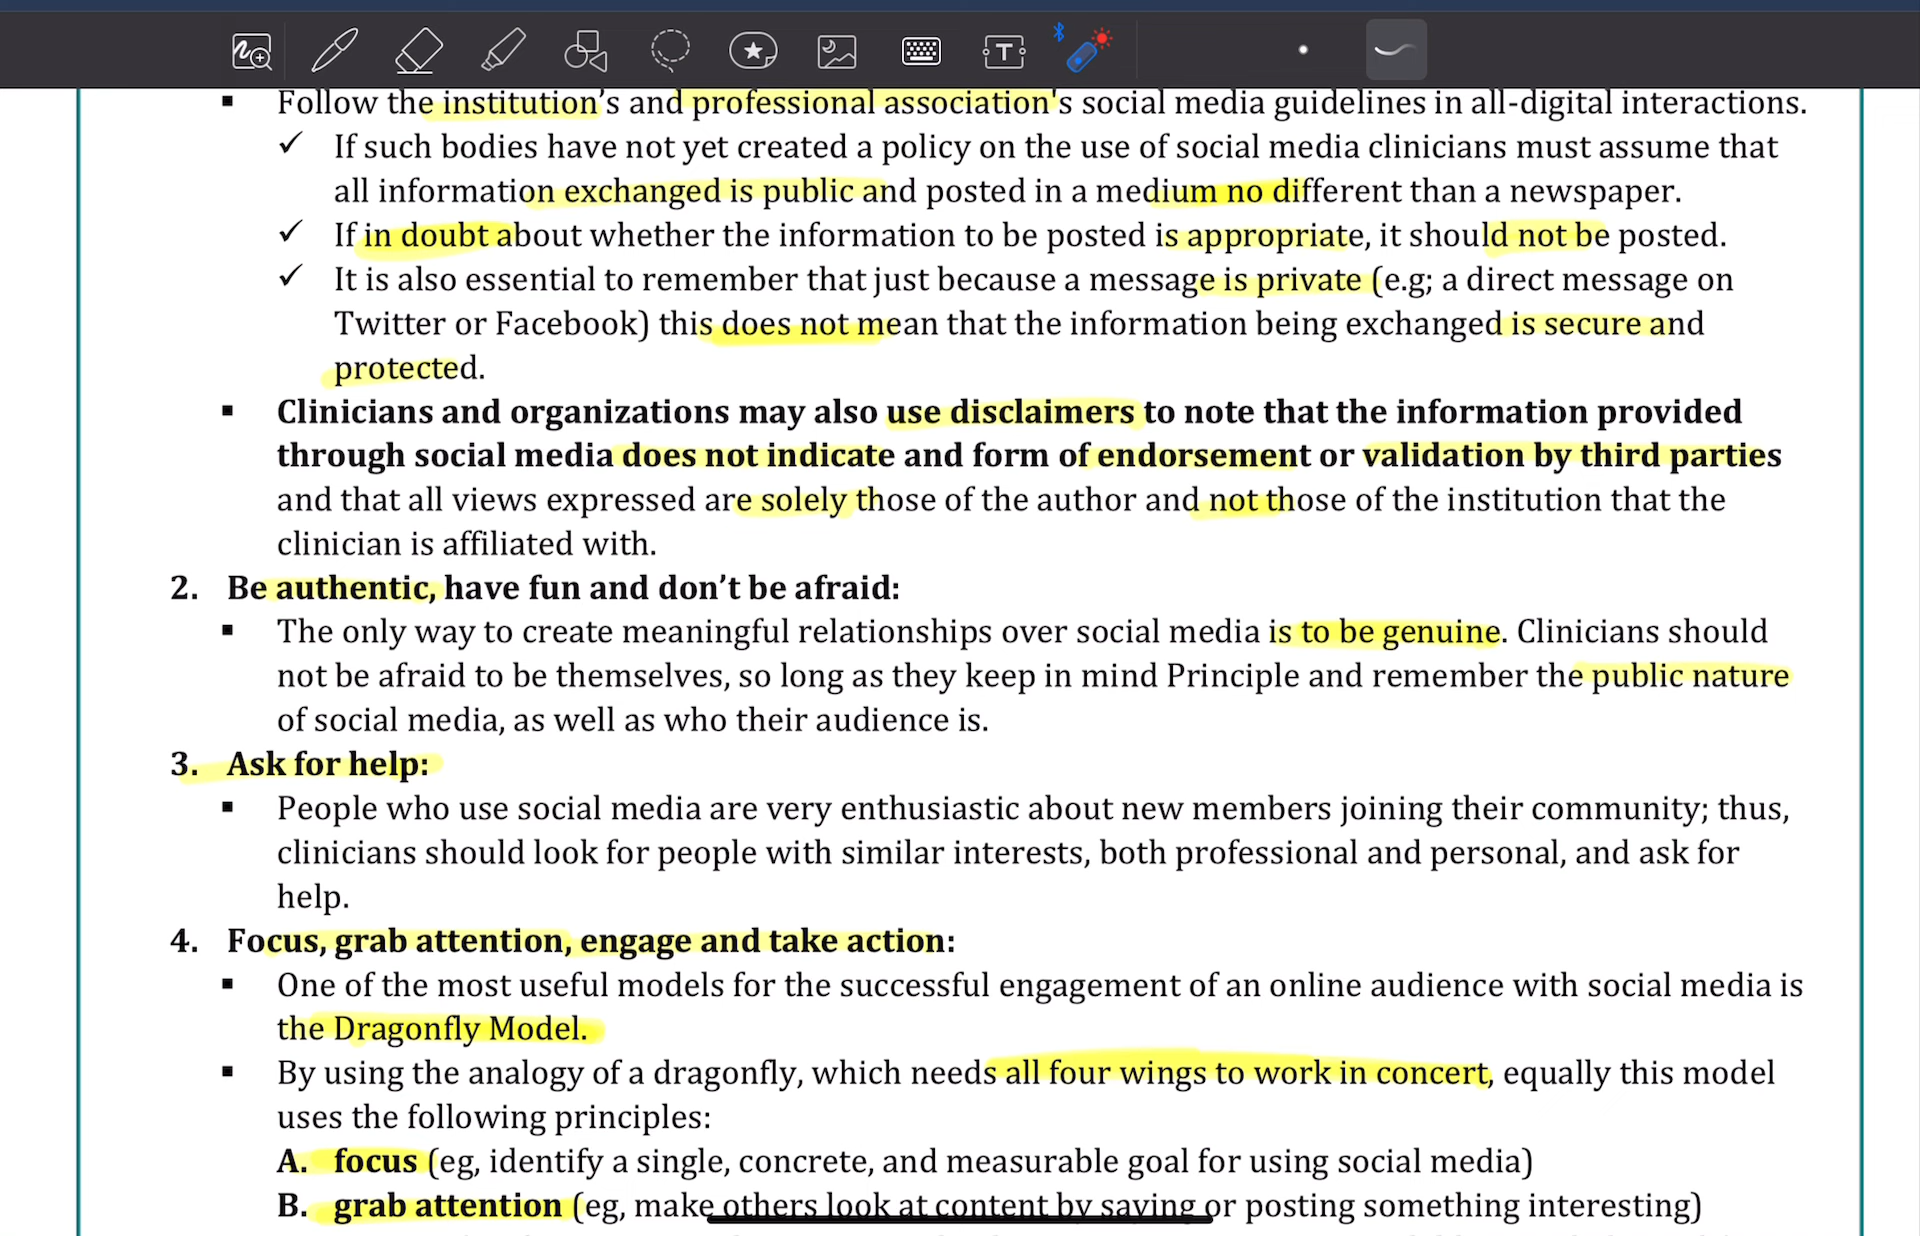 ▪ Follow the institution's and professional association's social media guidelines in all-digital interactions.
✓ If such bodies have not yet created a policy on the use of social media clinicians must assume that
all information exchanged is public and posted in a medium no different than a newspaper.
✓ If in doubt about whether the information to be posted is appropriate, it should not be posted.
✓ It is also essential to remember that just because a message is private (e.g; a direct message on
Twitter or Facebook) this does not mean that the information being exchanged is secure and
protected.
▪ Clinicians and organizations may also use disclaimers to note that the information provided
through social media does not indicate and form of endorsement or validation by third parties
and that all views expressed are solely those of the author and not those of the institution that the
clinician is affiliated with.
2. Be authentic, have fun and don’t be afraid:
▪ The only way to create meaningful relationships over social media is to be genuine. Clinicians should
not be afraid to be themselves, so long as they keep in mind Principle and remember the public nature
of social media, as well as who their audience is.
3. Ask for help:
▪ People who use social media are very enthusiastic about new members joining their community; thus,
clinicians should look for people with similar interests, both professional and personal, and ask for
help.
4. Focus, grab attention, engage and take action:
▪ One of the most useful models for the successful engagement of an online audience with social media is
the Dragonfly Model.
▪ By using the analogy of a dragonfly, which needs all four wings to work in concert, equally this model
uses the following principles:
A. focus (eg, identify a single, concrete, and measurable goal for using social media)
B. grab attention (eg, make others look at content by saying or posting something interesting)